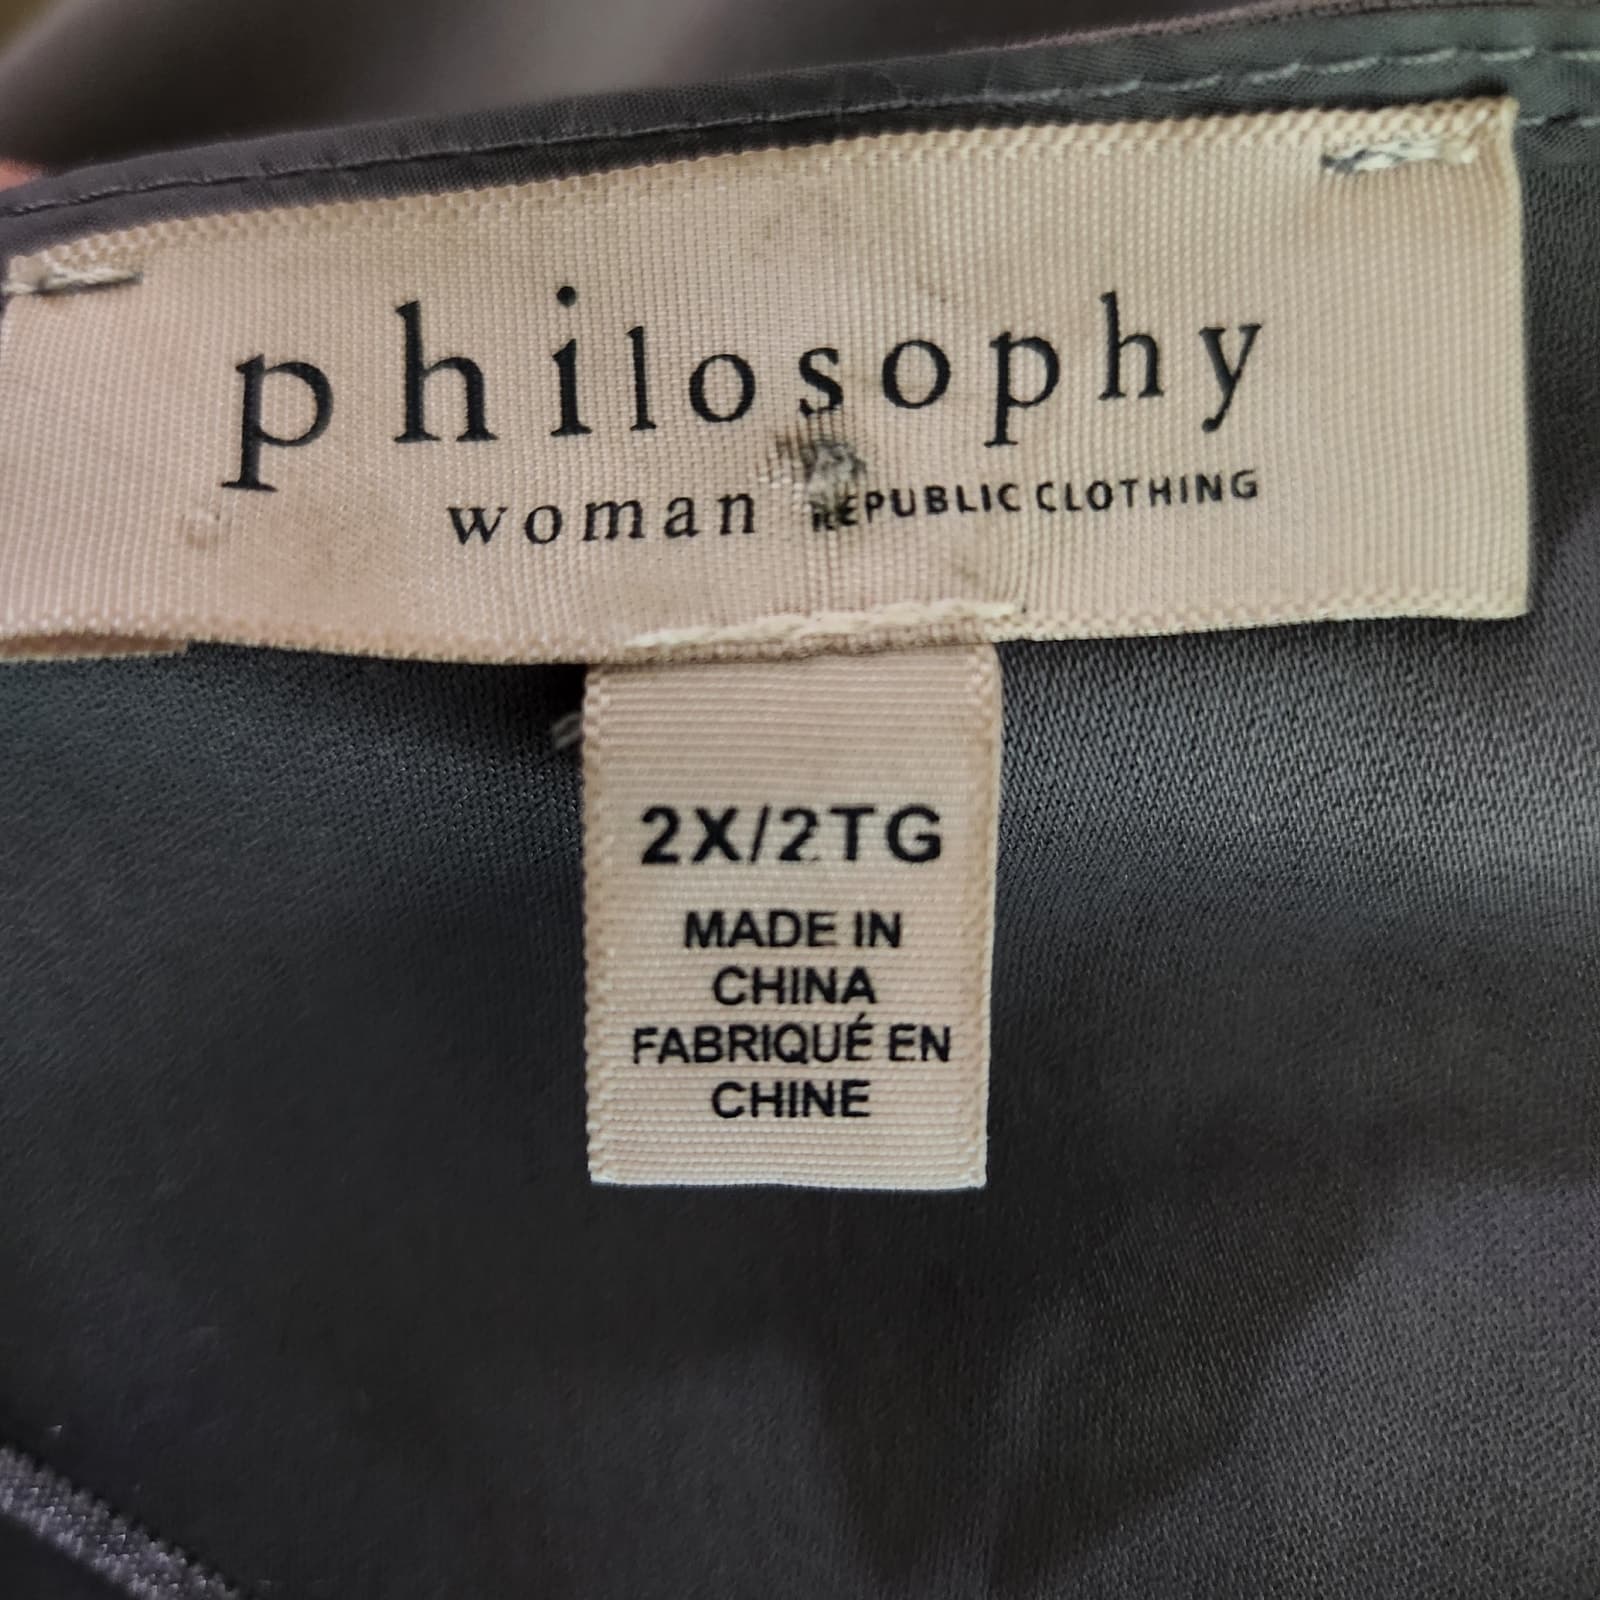 philosophy
woman REPUBLIC CLOTHING
2X/2TG
MADE IN
CHINA
FABRIQUÉ EN
CHINE